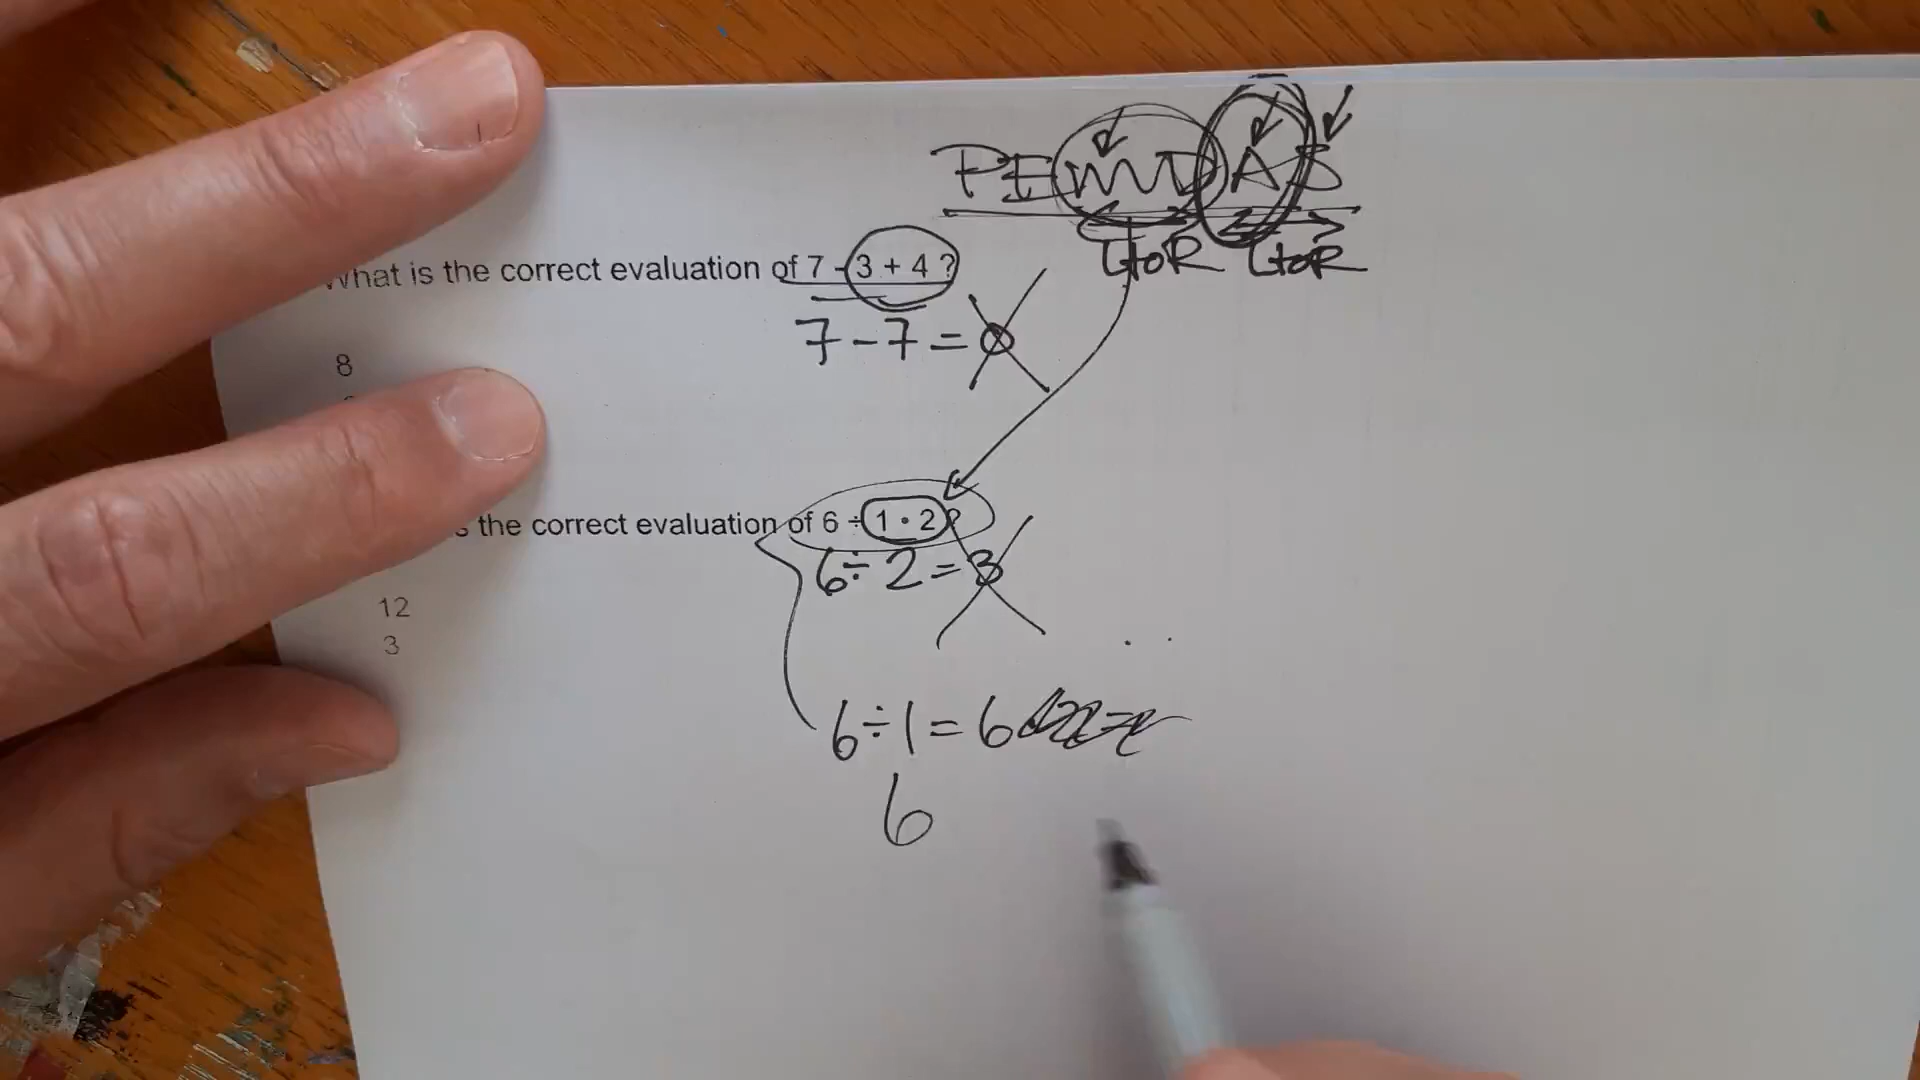 PEMDAS
LtoR LtoR
What is the correct evaluation of 7 - 3 + 4 ?
7 - 7 = 0
8
the correct evaluation of 6 ÷ 1 • 2 ?
6 ÷ 2 = 3
12
3
6 ÷ 1 = 6
6